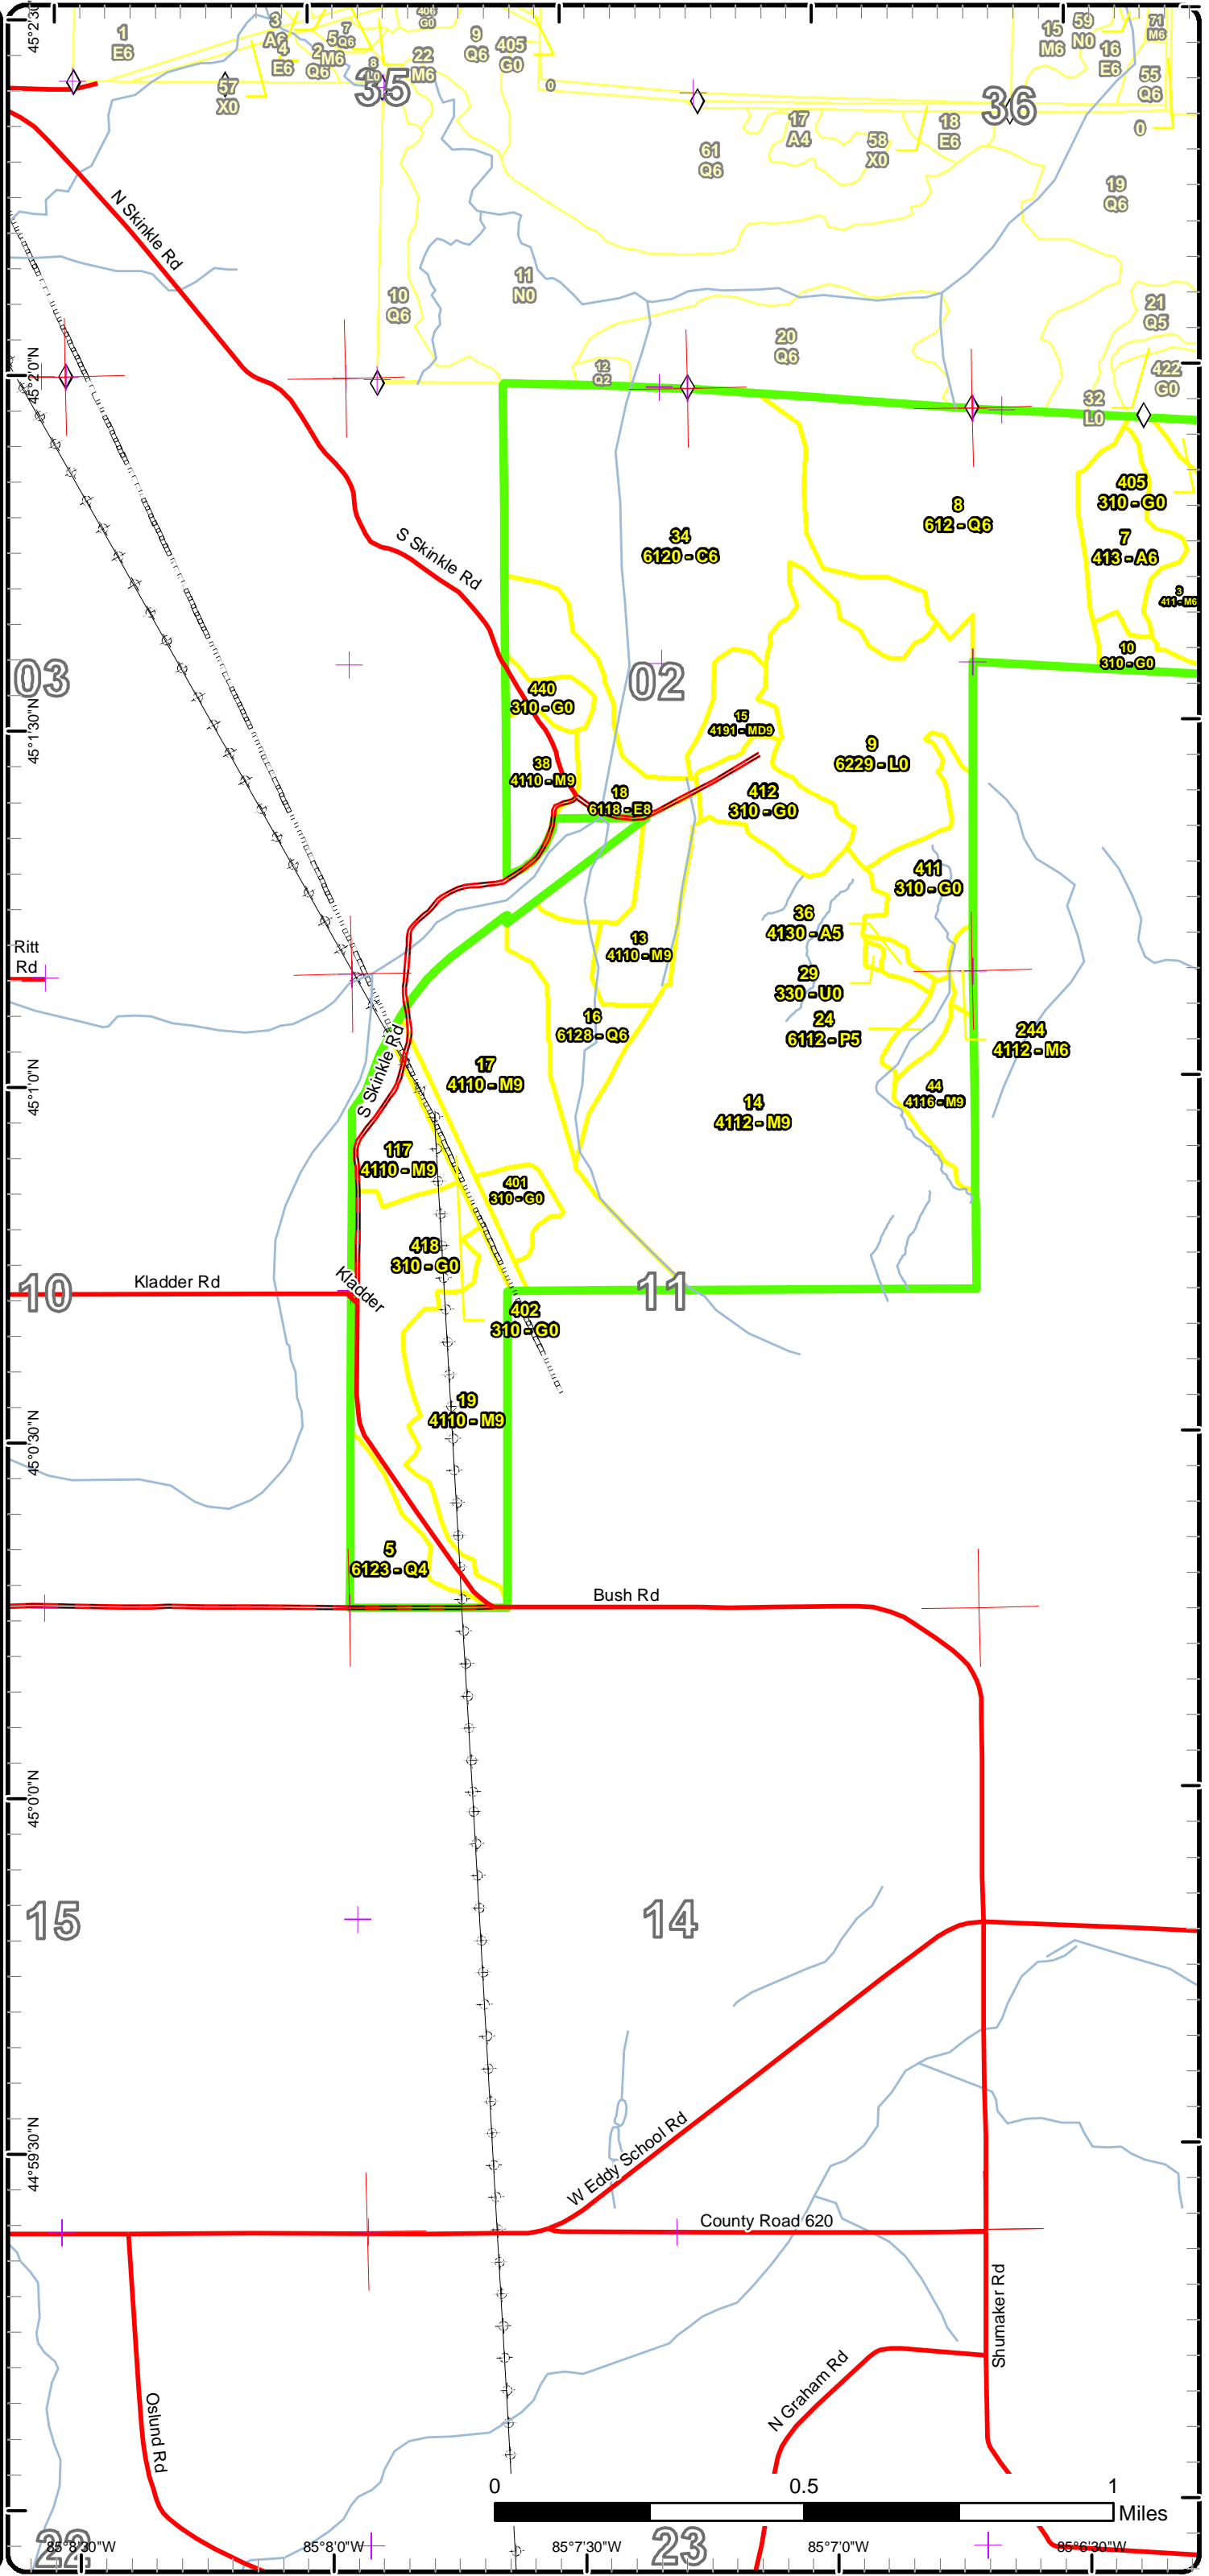 45°2'30"
1
E6
3
A6
4
E6
2
Q6
5
M6
7
Q6
8
L0
406
G0
22
M6
9
Q6
405
G0
15
M6
59
N0
16
E6
71
M6
55
Q6
57
X0
35
0
36
0
17
A4
58
X0
18
E6
61
Q6
19
Q6
N Skinkle Rd
10
Q6
11
N0
21
Q5
20
Q6
12
Q2
422
G0
32
L0
45°2'0"N
405
310 - G0
8
612 - Q6
34
6120 - C6
7
413 - A6
S Skinkle Rd
3
411 - M6
10
310 - G0
03
02
440
310 - G0
15
4191 - MD9
45°1'30"N
9
6229 - L0
38
4110 - M9
18
6118 - E8
412
310 - G0
411
310 - G0
36
4130 - A5
13
4110 - M9
Ritt
Rd
29
330 - U0
16
6128 - Q6
24
6112 - P5
244
4112 - M6
S Skinkle Rd
17
4110 - M9
45°1'0"N
44
4116 - M9
14
4112 - M9
117
4110 - M9
401
310 - G0
418
310 - G0
Kladder Rd
Kladder
10
11
402
310 - G0
19
4110 - M9
45°0'30"N
5
6123 - Q4
Bush Rd
45°0'0"N
15
14
44°59'30"N
W Eddy School Rd
County Road 620
Shumaker Rd
N Graham Rd
Oslund Rd
0
0.5
1
Miles
22
23
85°8'30"W
85°8'0"W
85°7'30"W
85°7'0"W
85°6'30"W